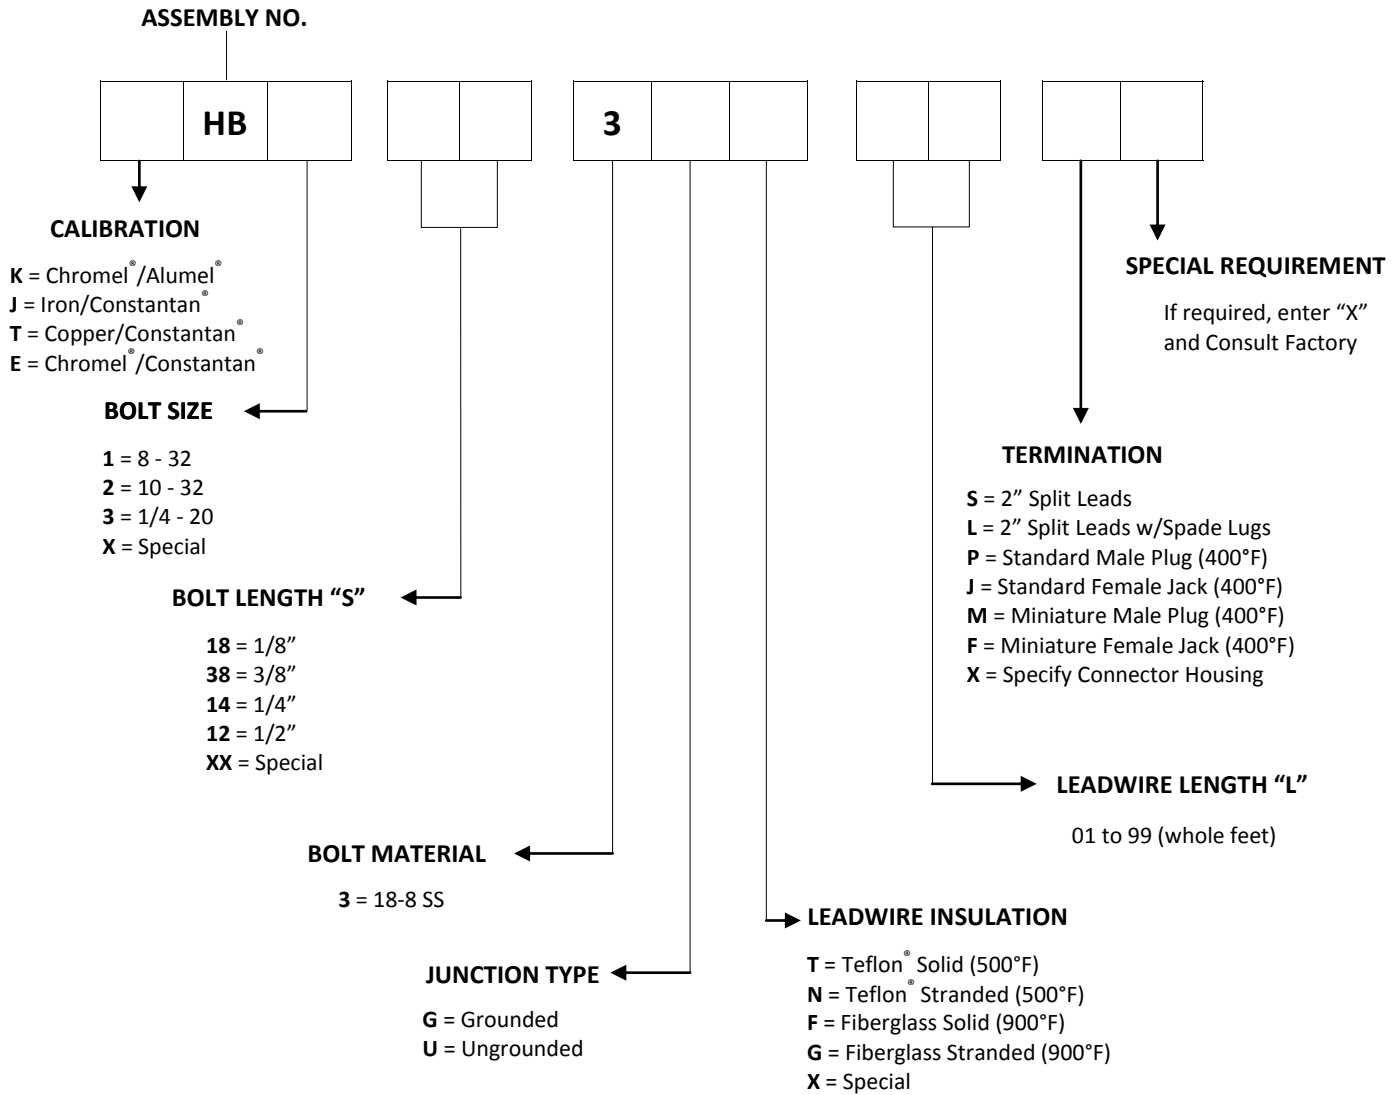 ASSEMBLY NO.
HB
3
CALIBRATION
K = Chromel®/Alumel®
J = Iron/Constantan®
T = Copper/Constantan®
E = Chromel®/Constantan®
BOLT SIZE
1 = 8 - 32
2 = 10 - 32
3 = 1/4 - 20
X = Special
BOLT LENGTH “S”
18 = 1/8”
38 = 3/8”
14 = 1/4”
12 = 1/2”
XX = Special
BOLT MATERIAL
3 = 18-8 SS
JUNCTION TYPE
G = Grounded
U = Ungrounded
LEADWIRE INSULATION
T = Teflon® Solid (500°F)
N = Teflon® Stranded (500°F)
F = Fiberglass Solid (900°F)
G = Fiberglass Stranded (900°F)
X = Special
LEADWIRE LENGTH “L”
01 to 99 (whole feet)
TERMINATION
S = 2” Split Leads
L = 2” Split Leads w/Spade Lugs
P = Standard Male Plug (400°F)
J = Standard Female Jack (400°F)
M = Miniature Male Plug (400°F)
F = Miniature Female Jack (400°F)
X = Specify Connector Housing
SPECIAL REQUIREMENT
If required, enter “X”
and Consult Factory